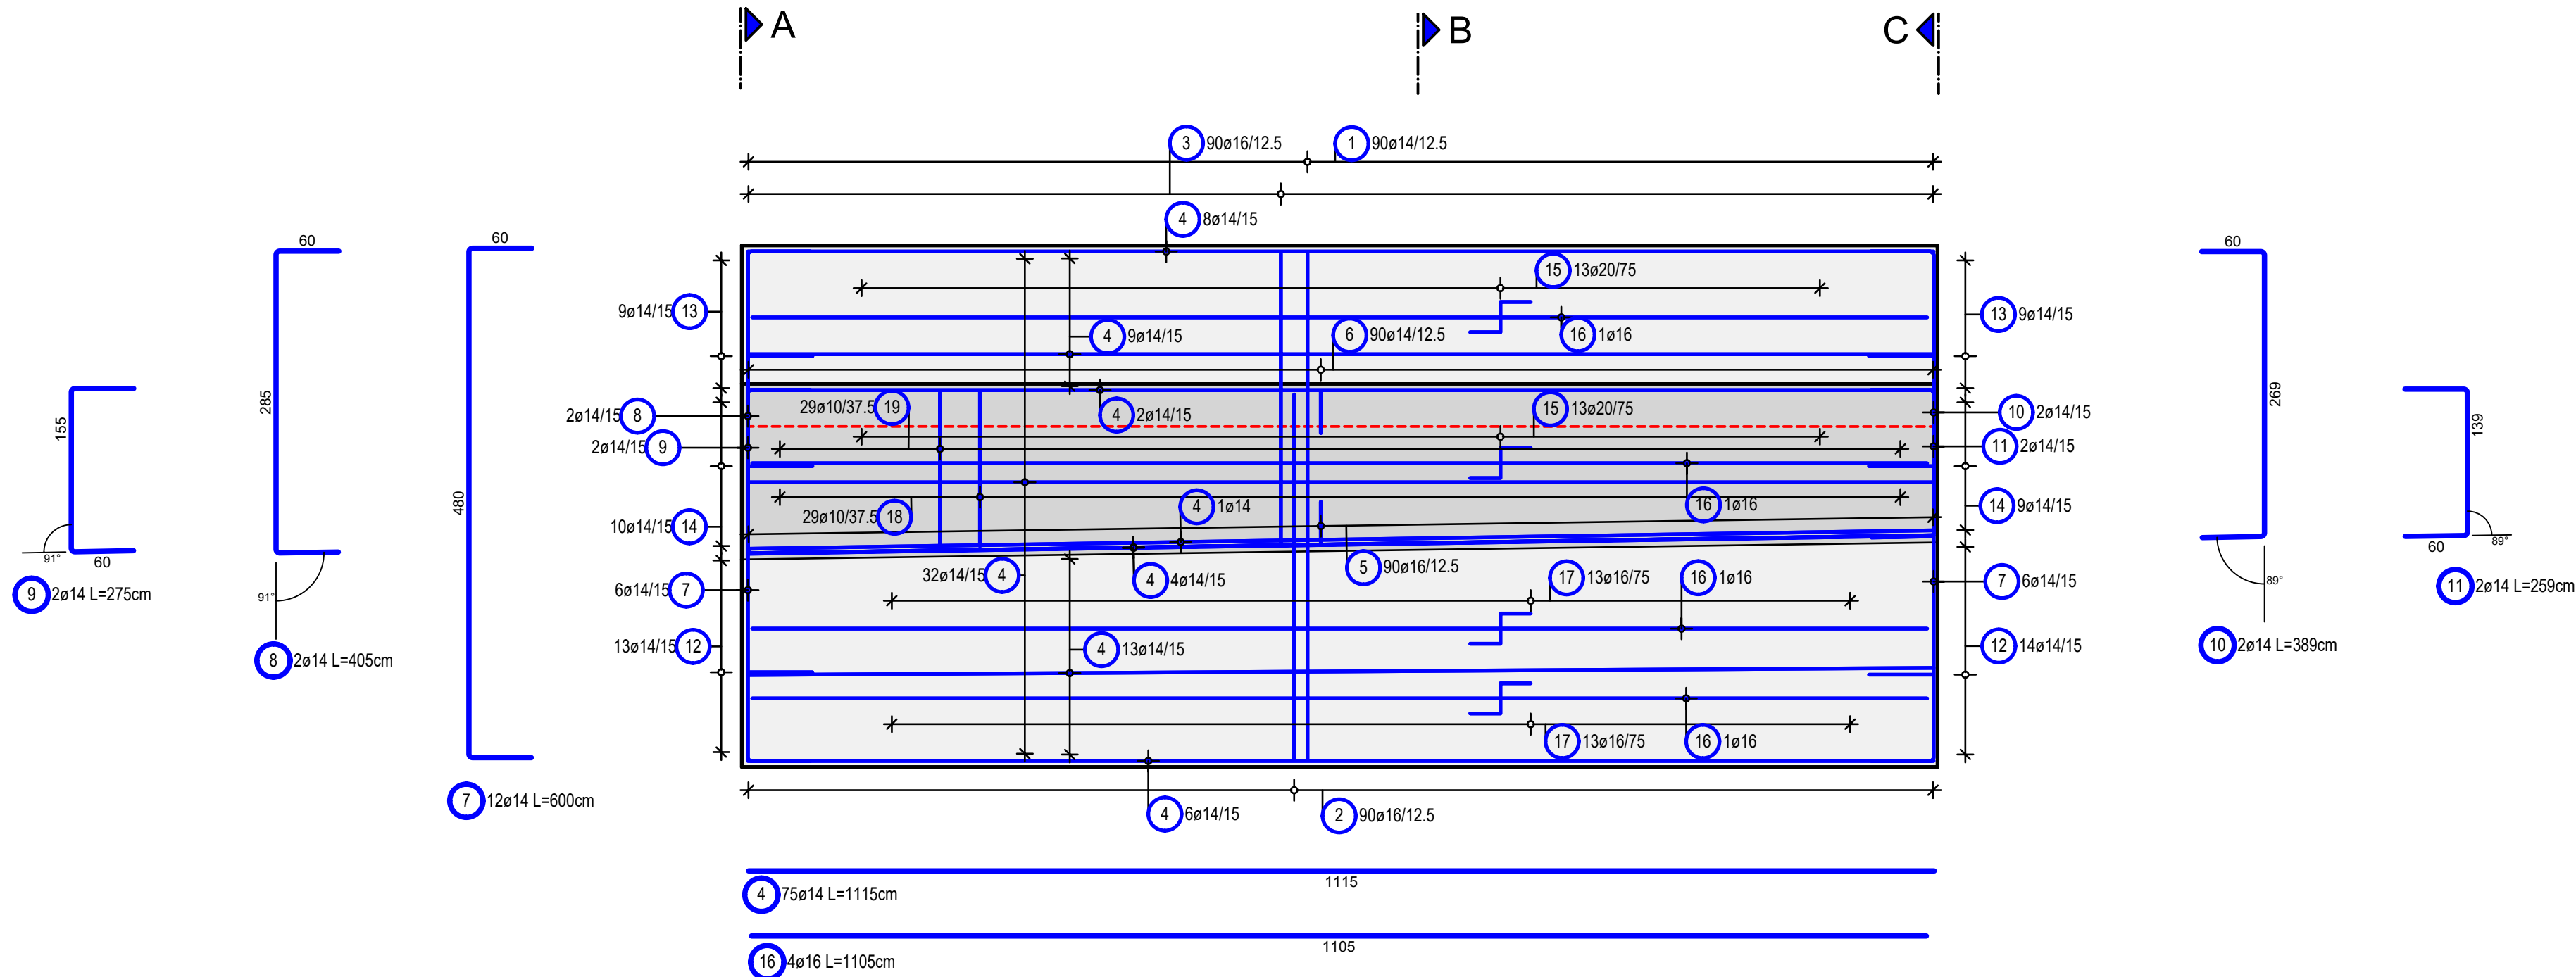 A
B
C
3 90ø16/12.5
1 90ø14/12.5
4 8ø14/15
60
60
60
15 13ø20/75
9ø14/15 13
13 9ø14/15
4 9ø14/15
6 90ø14/12.5
16 1ø16
285
269
155
139
480
29ø10/37.5 19
4 2ø14/15
15 13ø20/75
2ø14/15 8
10 2ø14/15
2ø14/15 9
11 2ø14/15
4 1ø14
16 1ø16
14 9ø14/15
29ø10/37.5 18
10ø14/15 14
91°
60
60
89°
9 2ø14 L=275cm
91°
8 2ø14 L=405cm
32ø14/15 4
4 4ø14/15
5 90ø16/12.5
17 13ø16/75
16 1ø16
6ø14/15 7
7 6ø14/15
89°
11 2ø14 L=259cm
13ø14/15 12
4 13ø14/15
12 14ø14/15
10 2ø14 L=389cm
17 13ø16/75
16 1ø16
7 12ø14 L=600cm
4 6ø14/15
2 90ø16/12.5
1115
4 75ø14 L=1115cm
1105
16 4ø16 L=1105cm